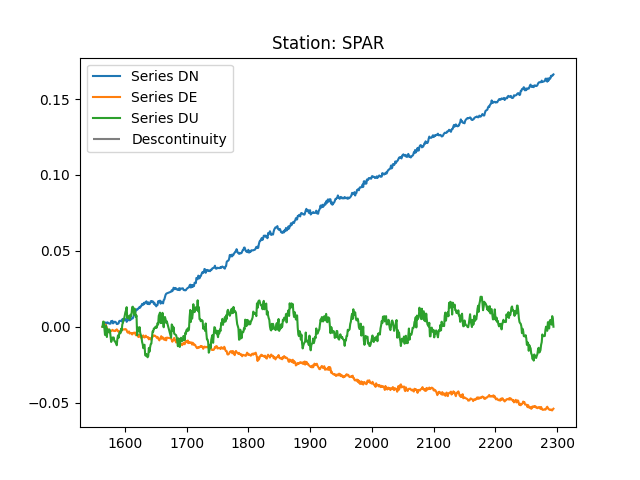 Station: SPAR
Series DN
Series DE
Series DU
Descontinuity
0.15
0.10
0.05
0.00
−0.05
1600 1700 1800 1900 2000 2100 2200 2300